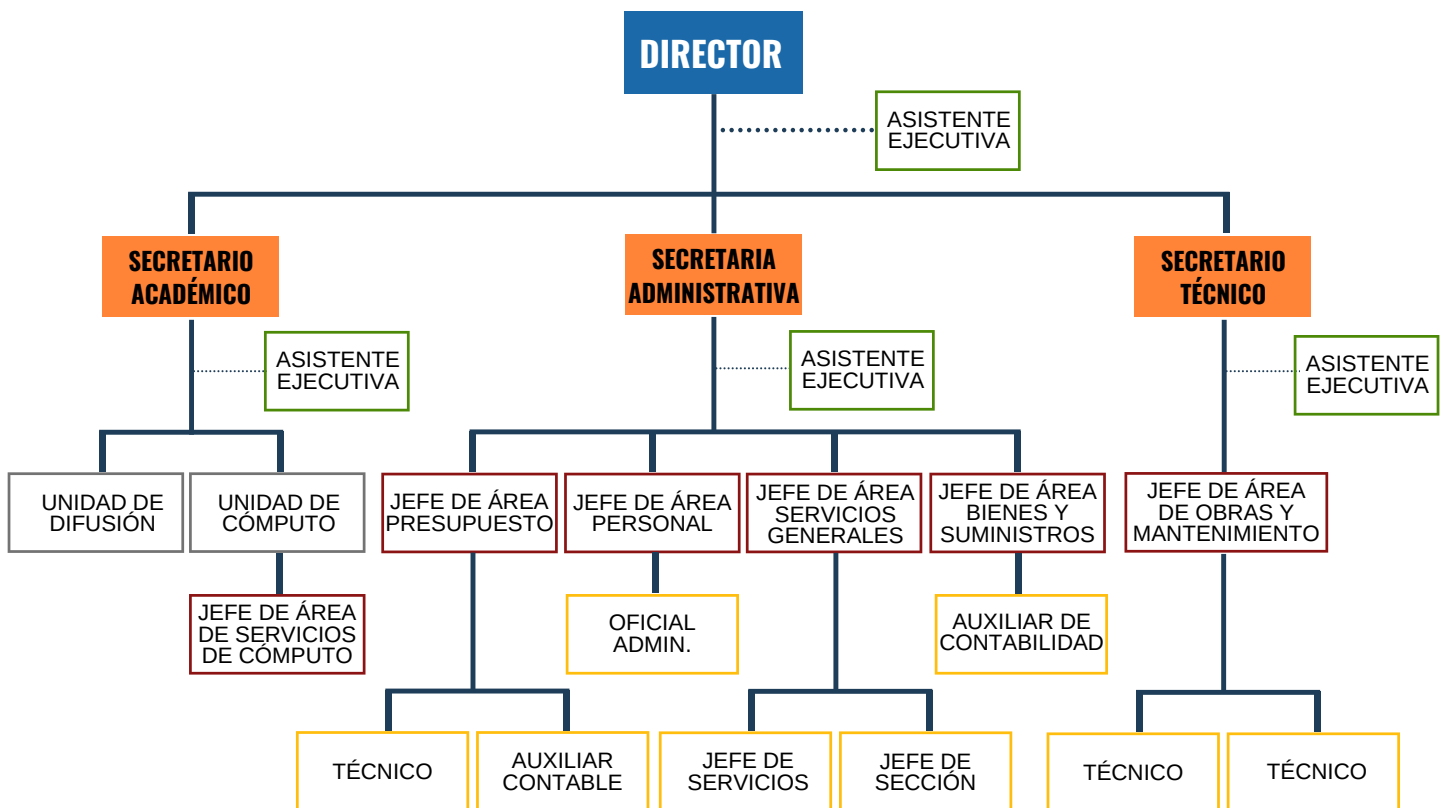 DIRECTOR
ASISTENTE
EJECUTIVA
SECRETARIO
ACADÉMICO
SECRETARIA
ADMINISTRATIVA
SECRETARIO
TÉCNICO
ASISTENTE
EJECUTIVA
ASISTENTE
EJECUTIVA
ASISTENTE
EJECUTIVA
UNIDAD DE
DIFUSIÓN
UNIDAD DE
CÓMPUTO
JEFE DE ÁREA
PRESUPUESTO
JEFE DE ÁREA
PERSONAL
JEFE DE ÁREA
SERVICIOS
GENERALES
JEFE DE ÁREA
BIENES Y
SUMINISTROS
JEFE DE ÁREA
DE OBRAS Y
MANTENIMIENTO
JEFE DE ÁREA
DE SERVICIOS
DE CÓMPUTO
OFICIAL
ADMIN.
AUXILIAR DE
CONTABILIDAD
TÉCNICO
AUXILIAR
CONTABLE
JEFE DE
SERVICIOS
JEFE DE
SECCIÓN
TÉCNICO
TÉCNICO